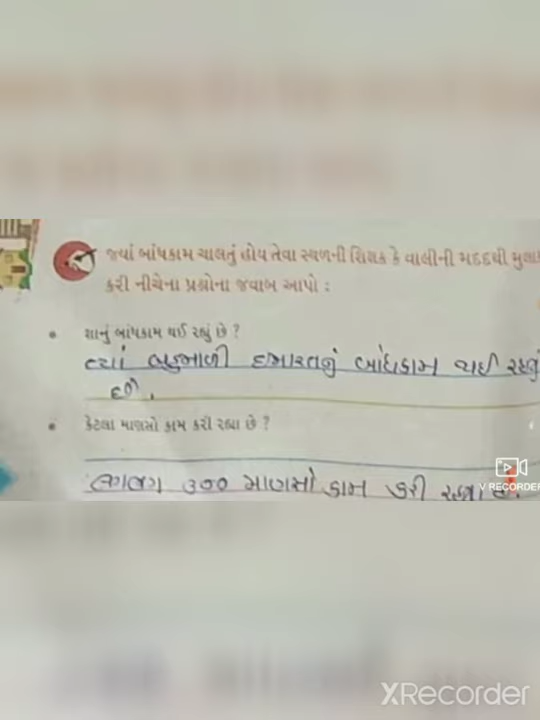 જ્યાં બાંધકામ ચાલતું હોય તેવા સ્થળની શિક્ષક કે વાલીની મદદથી મુલા
કરી નીચેના પ્રશ્નોના જવાબ આપો :
શાનું બાંધકામ થઈ રહ્યું છે ?
ત્યાં બહુમાળી ઇમારતનું બાંધકામ થઈ રહ્યું
છે.
કેટલા માણસો કામ કરી રહ્યા છે ?
લગભગ ૩૦૦ માણસો કામ કરી રહ્યા છે.
V RECORDER
XRecorder